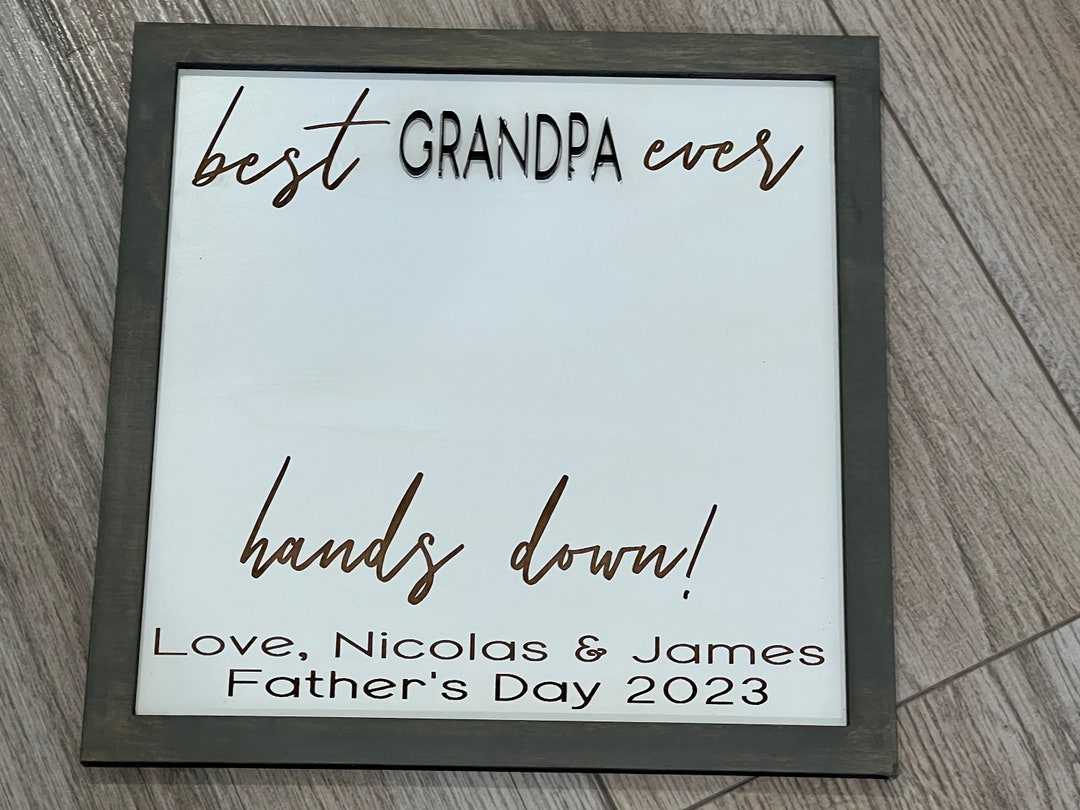 best GRANDPA ever
hands down!
Love, Nicolas & James
Father's Day 2023